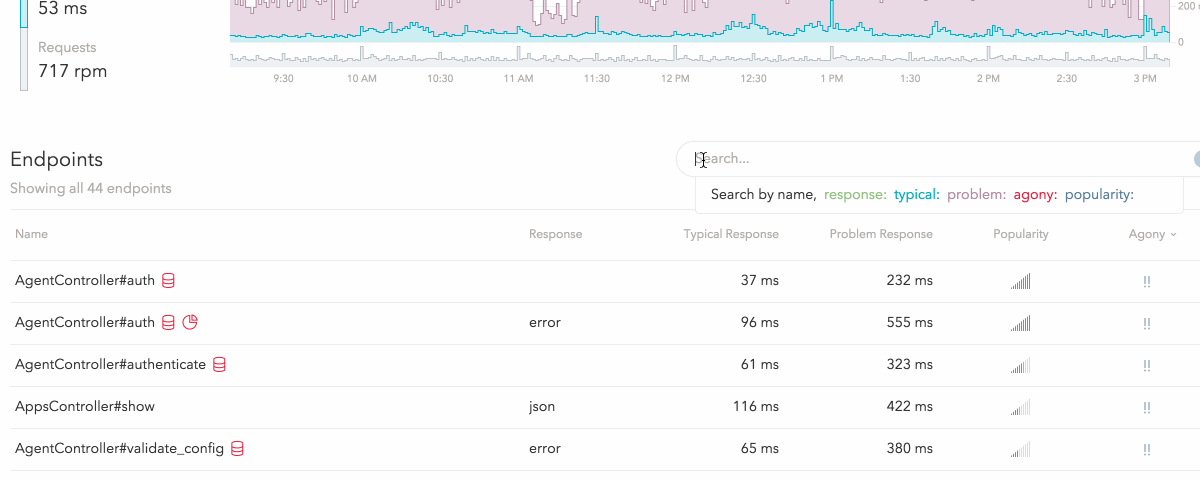 53 ms
200
0
Requests
717 rpm
9:30 10 AM 10:30 11 AM 11:30 12 PM 12:30 1 PM 1:30 2 PM 2:30 3 PM
Endpoints
Search...
Showing all 44 endpoints
Search by name, response: typical: problem: agony: popularity:
Name Response Typical Response Problem Response Popularity Agony
AgentController#auth 37 ms 232 ms !!
AgentController#auth error 96 ms 555 ms !!
AgentController#authenticate 61 ms 323 ms !!
AppsController#show json 116 ms 422 ms !!
AgentController#validate_config error 65 ms 380 ms !!